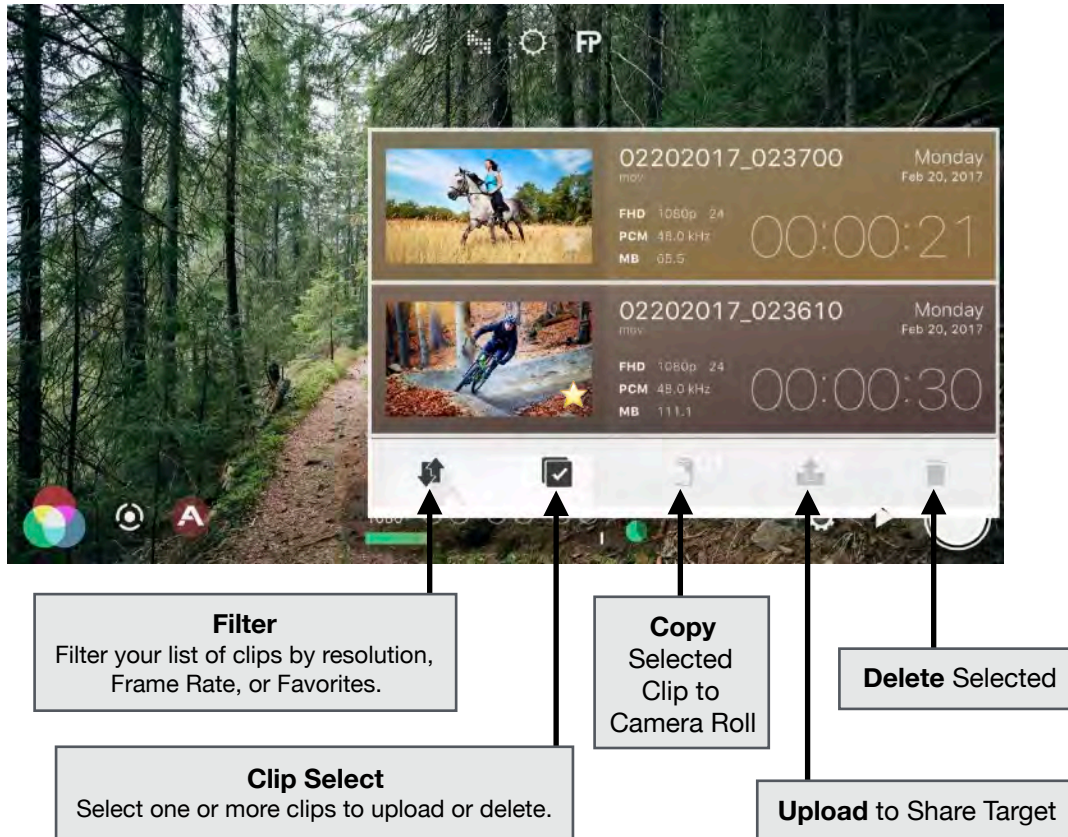 FP
02202017_023700
Monday
mov
Feb 20, 2017
FHD 1080p 24
PCM 48.0 kHz
MB 65.5
00:00:21
02202017_023610
Monday
mov
Feb 20, 2017
FHD 1080p 24
PCM 48.0 kHz
MB 111.1
00:00:30
A
1080
Filter
Filter your list of clips by resolution,
Frame Rate, or Favorites.
Clip Select
Select one or more clips to upload or delete.
Copy
Selected
Clip to
Camera Roll
Delete Selected
Upload to Share Target